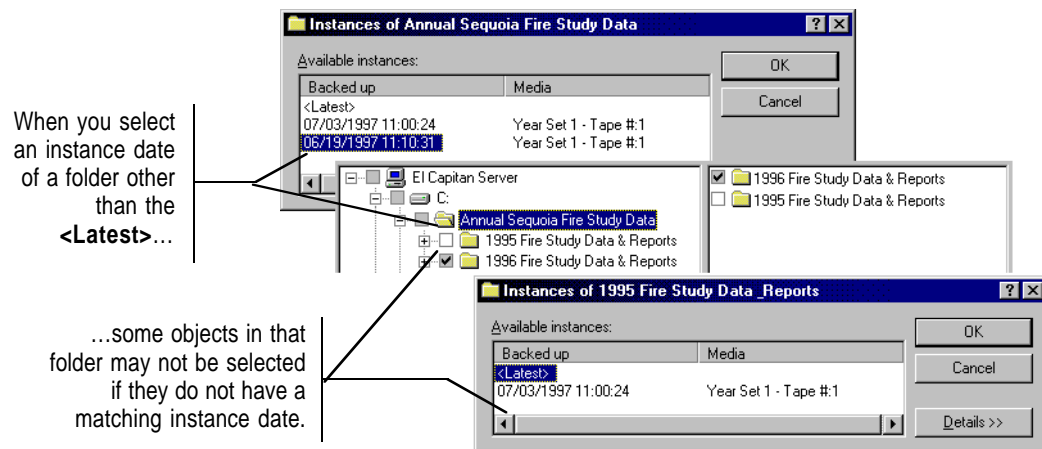 Instances of Annual Sequoia Fire Study Data
Available instances:
Backed up Media
<Latest>
07/03/1997 11:00:24 Year Set 1 - Tape #:1
06/19/1997 11:10:31 Year Set 1 - Tape #:1
OK
Cancel
When you select
an instance date
of a folder other
than the
<Latest>…
El Capitan Server
C:
Annual Sequoia Fire Study Data
1995 Fire Study Data & Reports
1996 Fire Study Data & Reports
1996 Fire Study Data & Reports
1995 Fire Study Data & Reports
…some objects in that
folder may not be selected
if they do not have a
matching instance date.
Instances of 1995 Fire Study Data _Reports
Available instances:
Backed up Media
<Latest>
07/03/1997 11:00:24 Year Set 1 - Tape #:1
OK
Cancel
Details >>